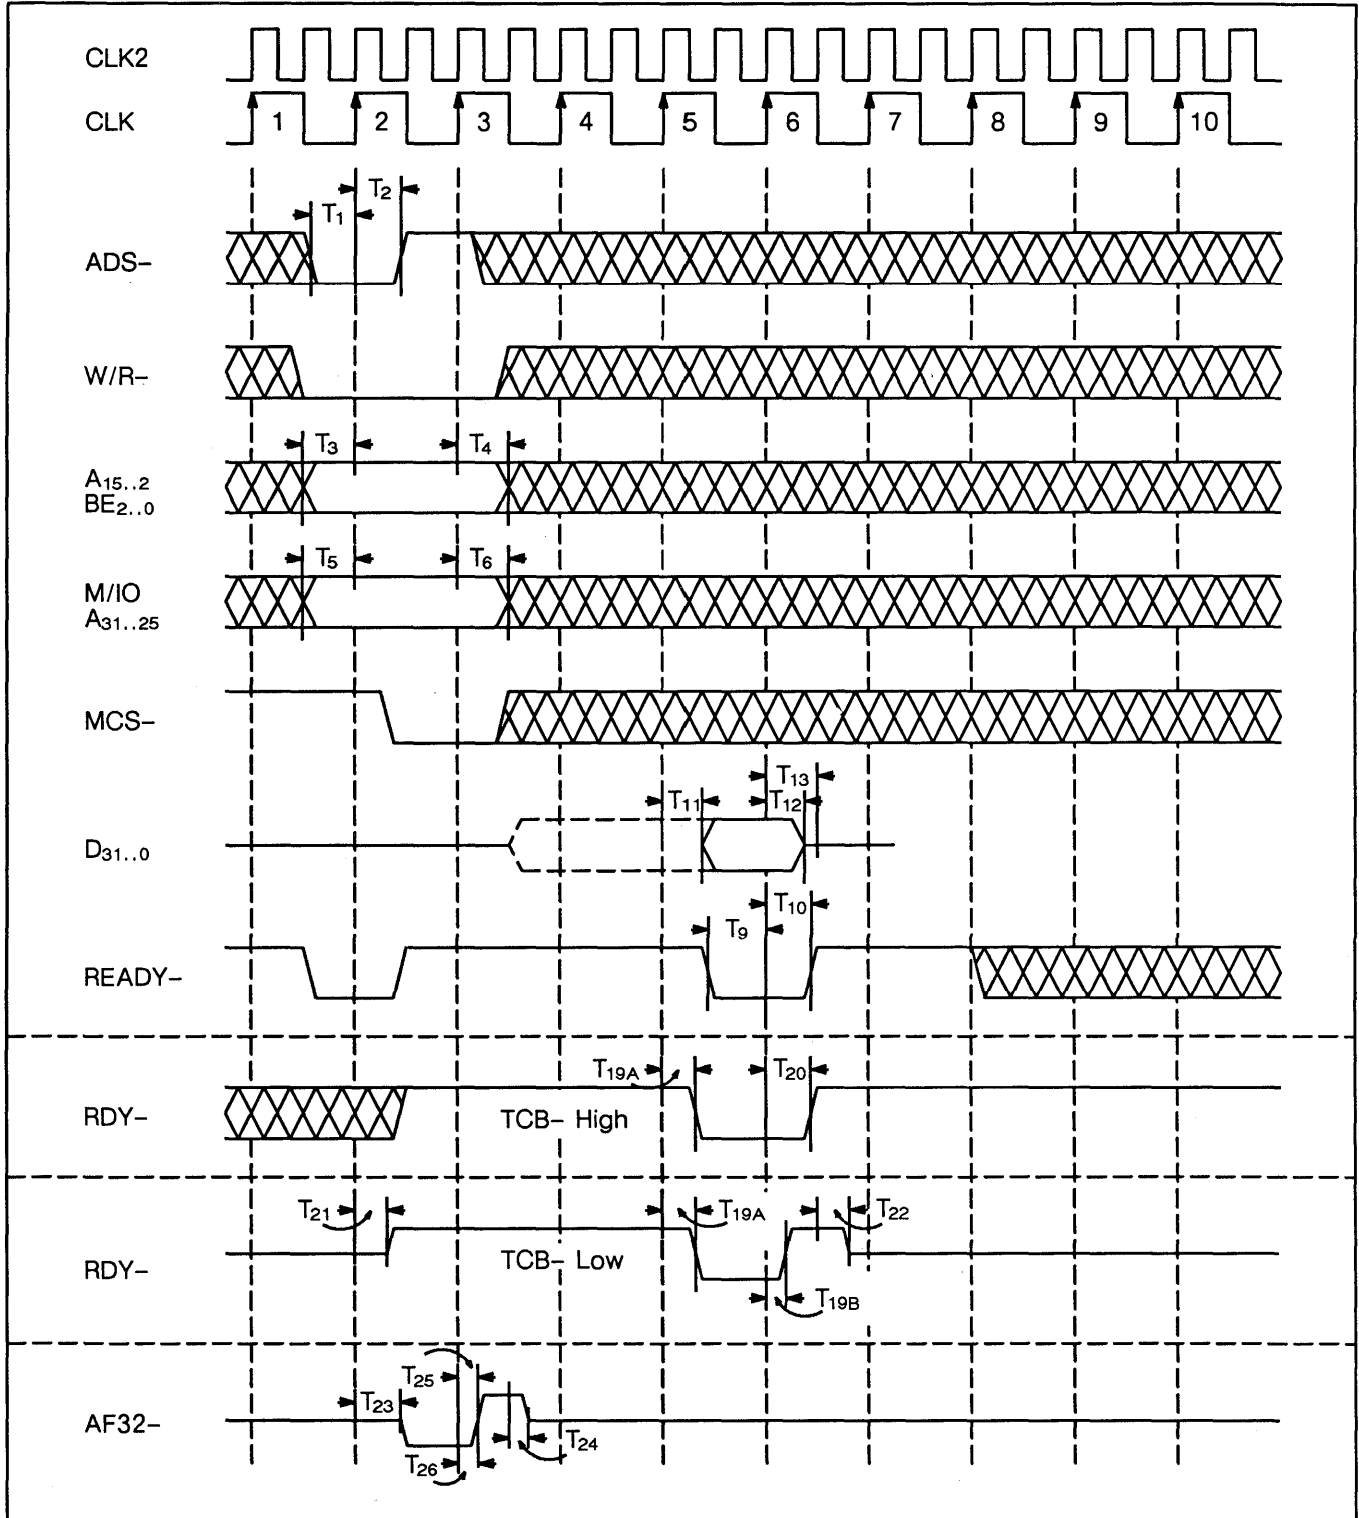 CLK2
CLK 1 2 3 4 5 6 7 8 9 10
T2
T1
ADS–
W/R–
T3 T4
A15..2
BE2..0
T5 T6
M/IO
A31..25
MCS–
T13
T11 T12
D31..0
T10
T9
READY–
T19A T20
RDY– TCB– High
T21 T19A T22
RDY– TCB– Low
T19B
T25
T23
AF32–
T24
T26